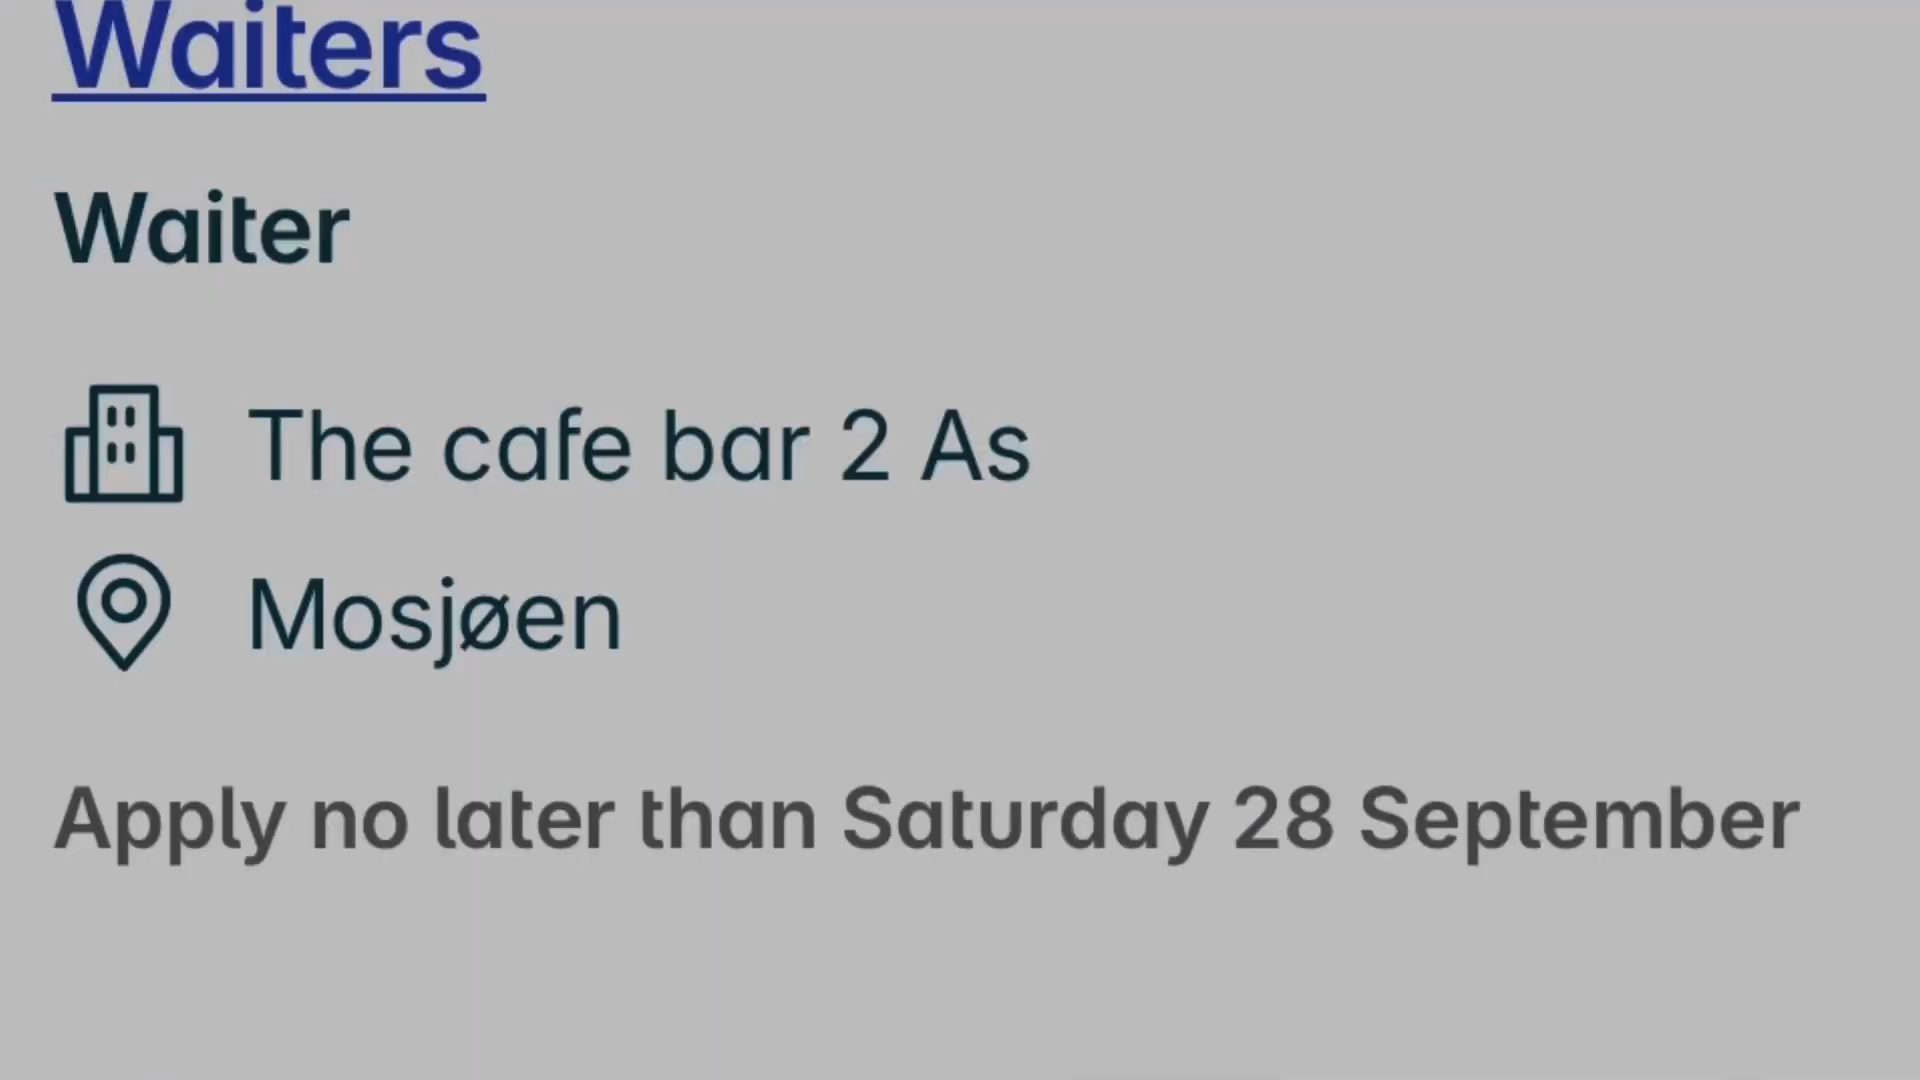 Waiters
Waiter
The cafe bar 2 As
Mosjøen
Apply no later than Saturday 28 September